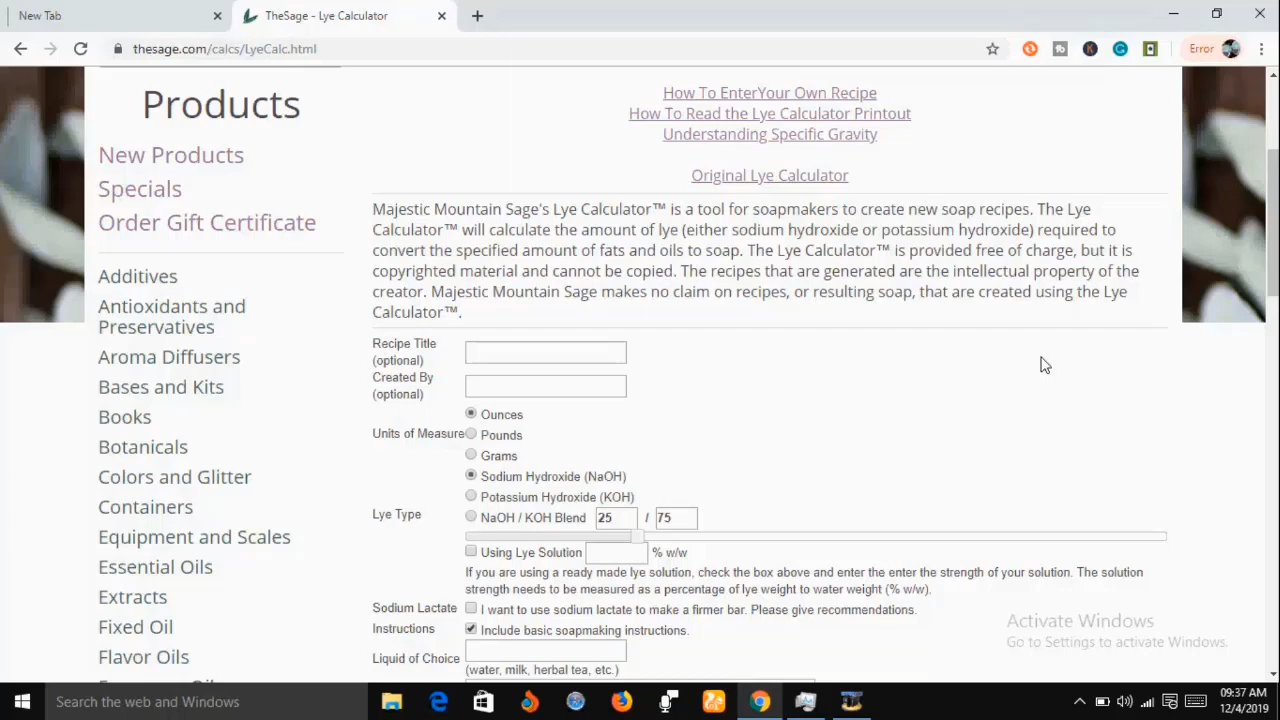 New Tab
TheSage - Lye Calculator
thesage.com/calcs/LyeCalc.html
Error
Products
New Products
Specials
Order Gift Certificate
Additives
Antioxidants and
Preservatives
Aroma Diffusers
Bases and Kits
Books
Botanicals
Colors and Glitter
Containers
Equipment and Scales
Essential Oils
Extracts
Fixed Oil
Flavor Oils
How To EnterYour Own Recipe
How To Read the Lye Calculator Printout
Understanding Specific Gravity
Original Lye Calculator
Majestic Mountain Sage's Lye Calculator™ is a tool for soapmakers to create new soap recipes. The Lye
Calculator™ will calculate the amount of lye (either sodium hydroxide or potassium hydroxide) required to
convert the specified amount of fats and oils to soap. The Lye Calculator™ is provided free of charge, but it is
copyrighted material and cannot be copied. The recipes that are generated are the intellectual property of the
creator. Majestic Mountain Sage makes no claim on recipes, or resulting soap, that are created using the Lye
Calculator™.
Recipe Title
(optional)
Created By
(optional)
Units of Measure
Ounces
Pounds
Grams
Lye Type
Sodium Hydroxide (NaOH)
Potassium Hydroxide (KOH)
NaOH / KOH Blend 25 / 75
Using Lye Solution % w/w
If you are using a ready made lye solution, check the box above and enter the enter the strength of your solution. The solution
strength needs to be measured as a percentage of lye weight to water weight (% w/w).
Sodium Lactate I want to use sodium lactate to make a firmer bar. Please give recommendations.
Instructions Include basic soapmaking instructions.
Liquid of Choice
(water, milk, herbal tea, etc.)
Activate Windows
Go to Settings to activate Windows.
Search the web and Windows
09:37 AM
12/4/2019